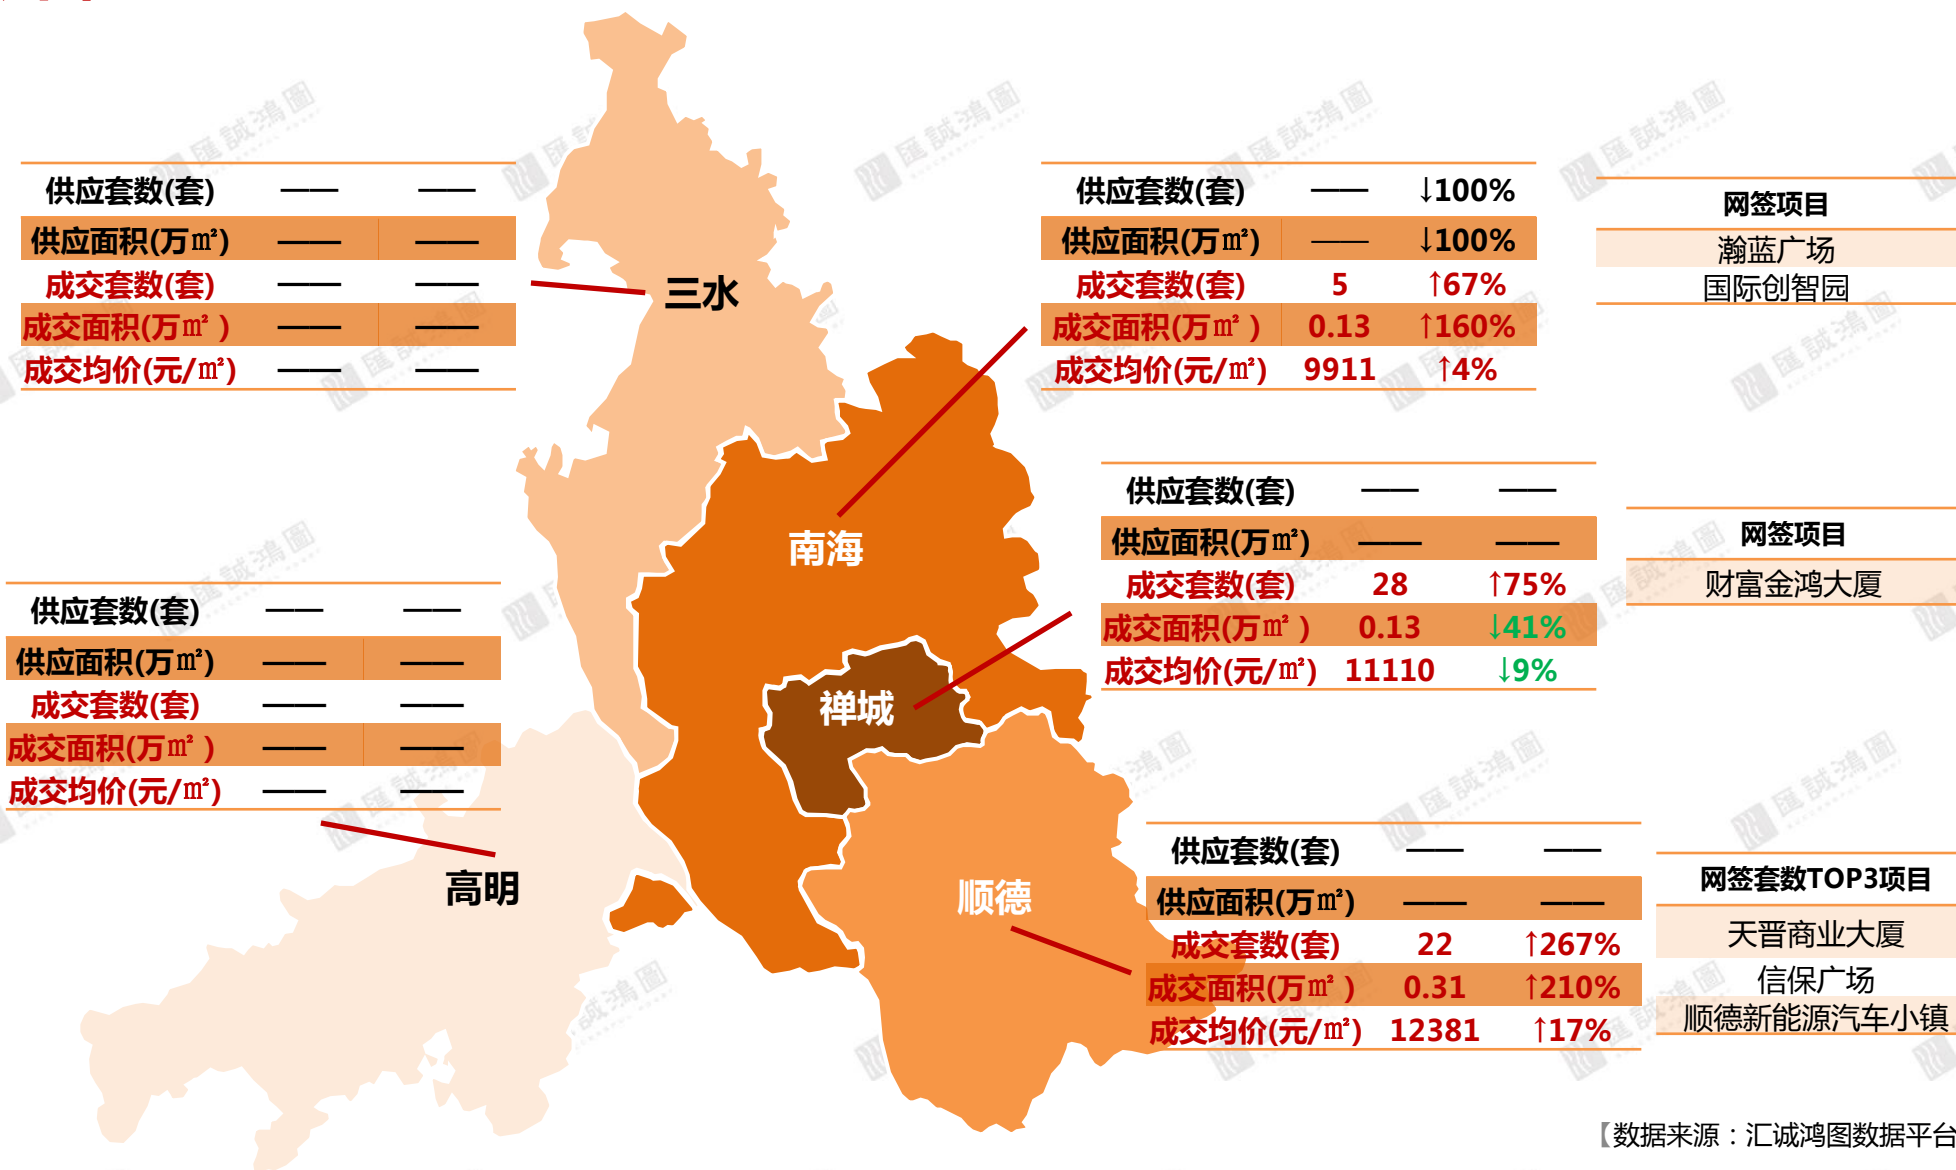 供应套数(套) —— ——
供应面积(万㎡) —— ——
成交套数(套) —— ——
成交面积(万㎡ ) —— ——
成交均价(元/㎡) —— ——
三水
供应套数(套) —— ↓100%
供应面积(万㎡) —— ↓100%
成交套数(套) 5 ↑67%
成交面积(万㎡ ) 0.13 ↑160%
成交均价(元/㎡) 9911 ↑4%
网签项目
瀚蓝广场
国际创智园
南海
供应套数(套) —— ——
供应面积(万㎡) —— ——
成交套数(套) 28 ↑75%
成交面积(万㎡ ) 0.13 ↓41%
成交均价(元/㎡) 11110 ↓9%
网签项目
财富金鸿大厦
禅城
供应套数(套) —— ——
供应面积(万㎡) —— ——
成交套数(套) —— ——
成交面积(万㎡ ) —— ——
成交均价(元/㎡) —— ——
高明
顺德
供应套数(套) —— ——
供应面积(万㎡) —— ——
成交套数(套) 22 ↑267%
成交面积(万㎡ ) 0.31 ↑210%
成交均价(元/㎡) 12381 ↑17%
网签套数TOP3项目
天晋商业大厦
信保广场
顺德新能源汽车小镇
【数据来源：汇诚鸿图数据平台
匯誠鴻圖